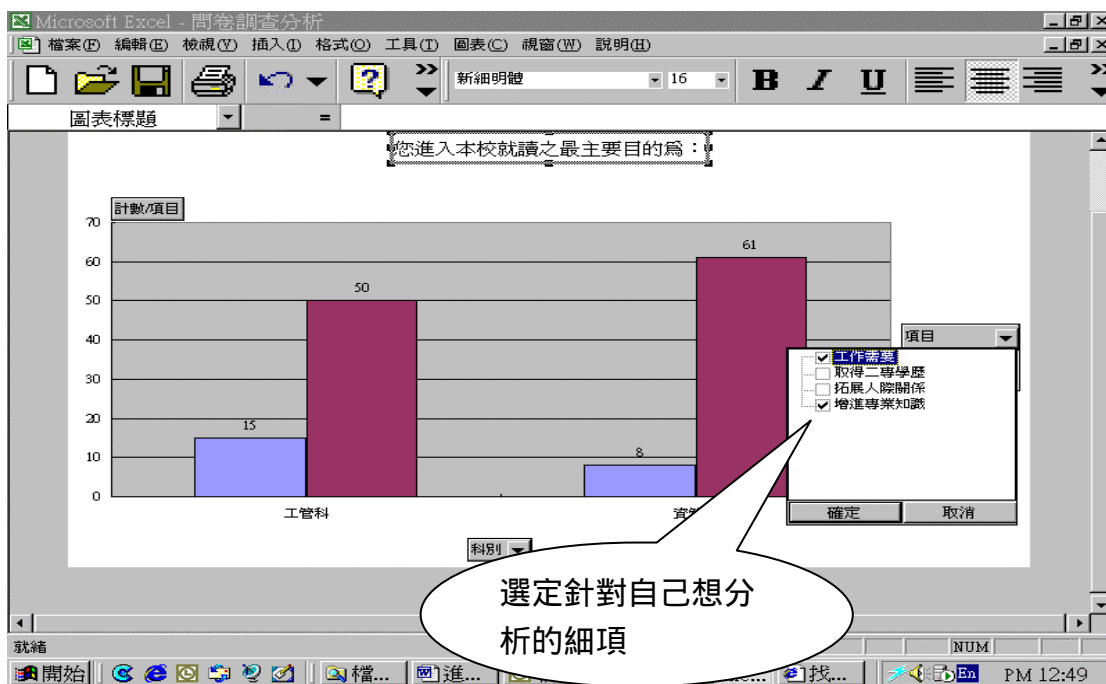 Microsoft Excel - 問卷調查分析
檔案(F) 編輯(E) 檢視(V) 插入(I) 格式(O) 工具(T) 圖表(C) 視窗(W) 說明(H)
新細明體 16 B I U
圖表標題 =
您進入本校就讀之最主要目的為：
計數/項目
70
60
50
40
30
20
10
0
15
50
8
61
工管科
科別
項目
工作需要
取得二專學歷
拓展人際關係
增進專業知識
確定 取消
選定針對自己想分
析的細項
就緒 NUM
開始 檔... 進... 找... En PM 12:49